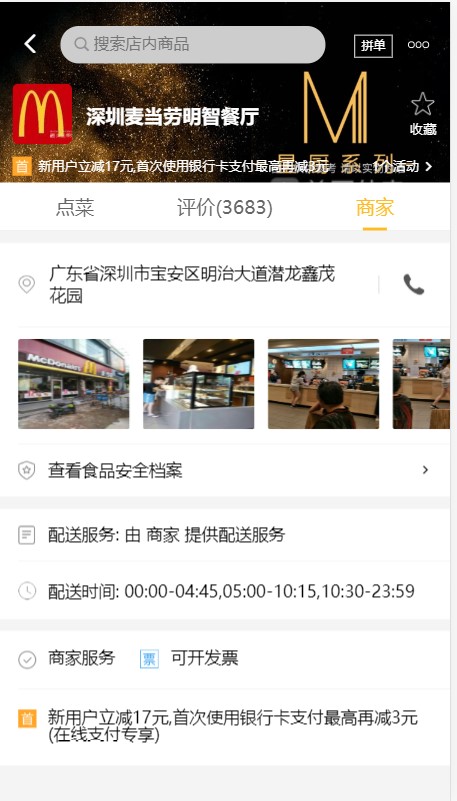 搜索店内商品
拼单
深圳麦当劳明智餐厅
收藏
星厨系列
首 新用户立减17元,首次使用银行卡支付最高再减3元
1个活动
点菜 评价(3683) 商家
广东省深圳市宝安区明治大道潜龙鑫茂
花园
McDonald's
查看食品安全档案
配送服务: 由 商家 提供配送服务
配送时间: 00:00-04:45,05:00-10:15,10:30-23:59
商家服务 票 可开发票
首 新用户立减17元,首次使用银行卡支付最高再减3元
(在线支付专享)